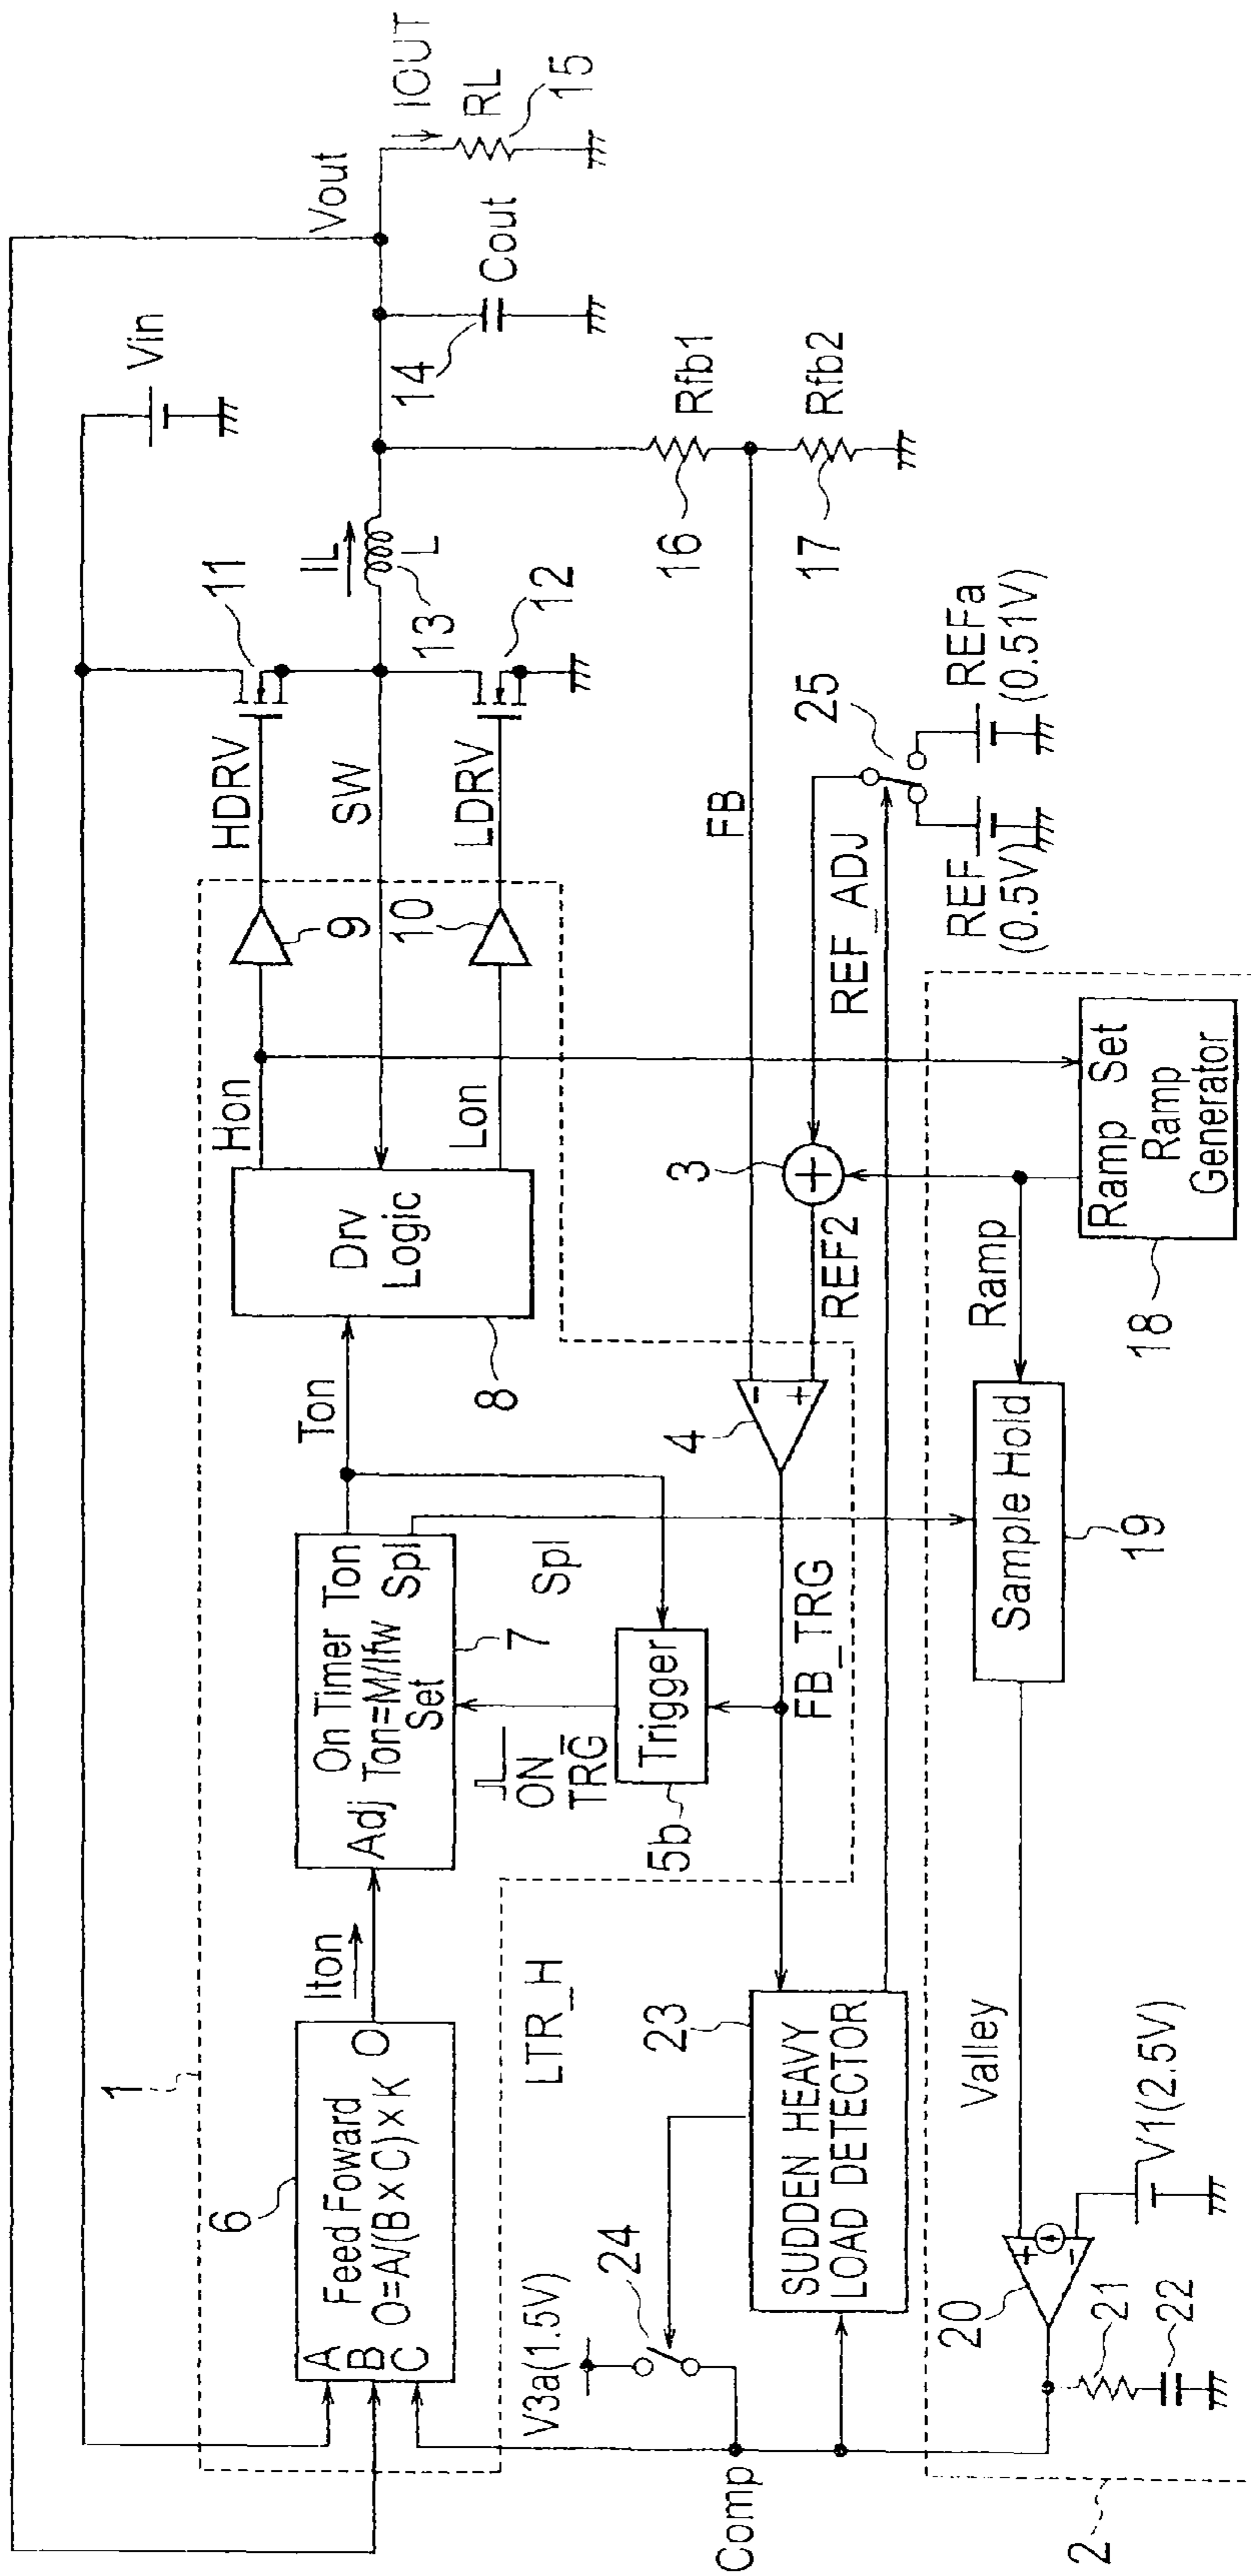 Vout
IOUT
RL
15
Cout
14
Vin
Rfb1
16
Rfb2
17
IL
L
13
11
12
HDRV
SW
LDRV
9
10
Hon
Lon
Drv
Logic
8
Ton
1
6
Feed Foward
O=A/(B×C)×K
A
B
C
O
Iton
On Timer
Ton=M/Ifw
Adj
Set
Ton
Spl
7
Spl
ON
TRG
Trigger
5b
FB
4
-
+
FB_TRG
REF2
3
+
REF_ADJ
25
REF
(0.5V)
REFa
(0.51V)
LTR_H
23
SUDDEN HEAVY
LOAD DETECTOR
24
V3a(1.5V)
Comp
Ramp Set
Ramp
Generator
18
Ramp
Sample Hold
19
Valley
V1(2.5V)
20
+
-
21
22
2